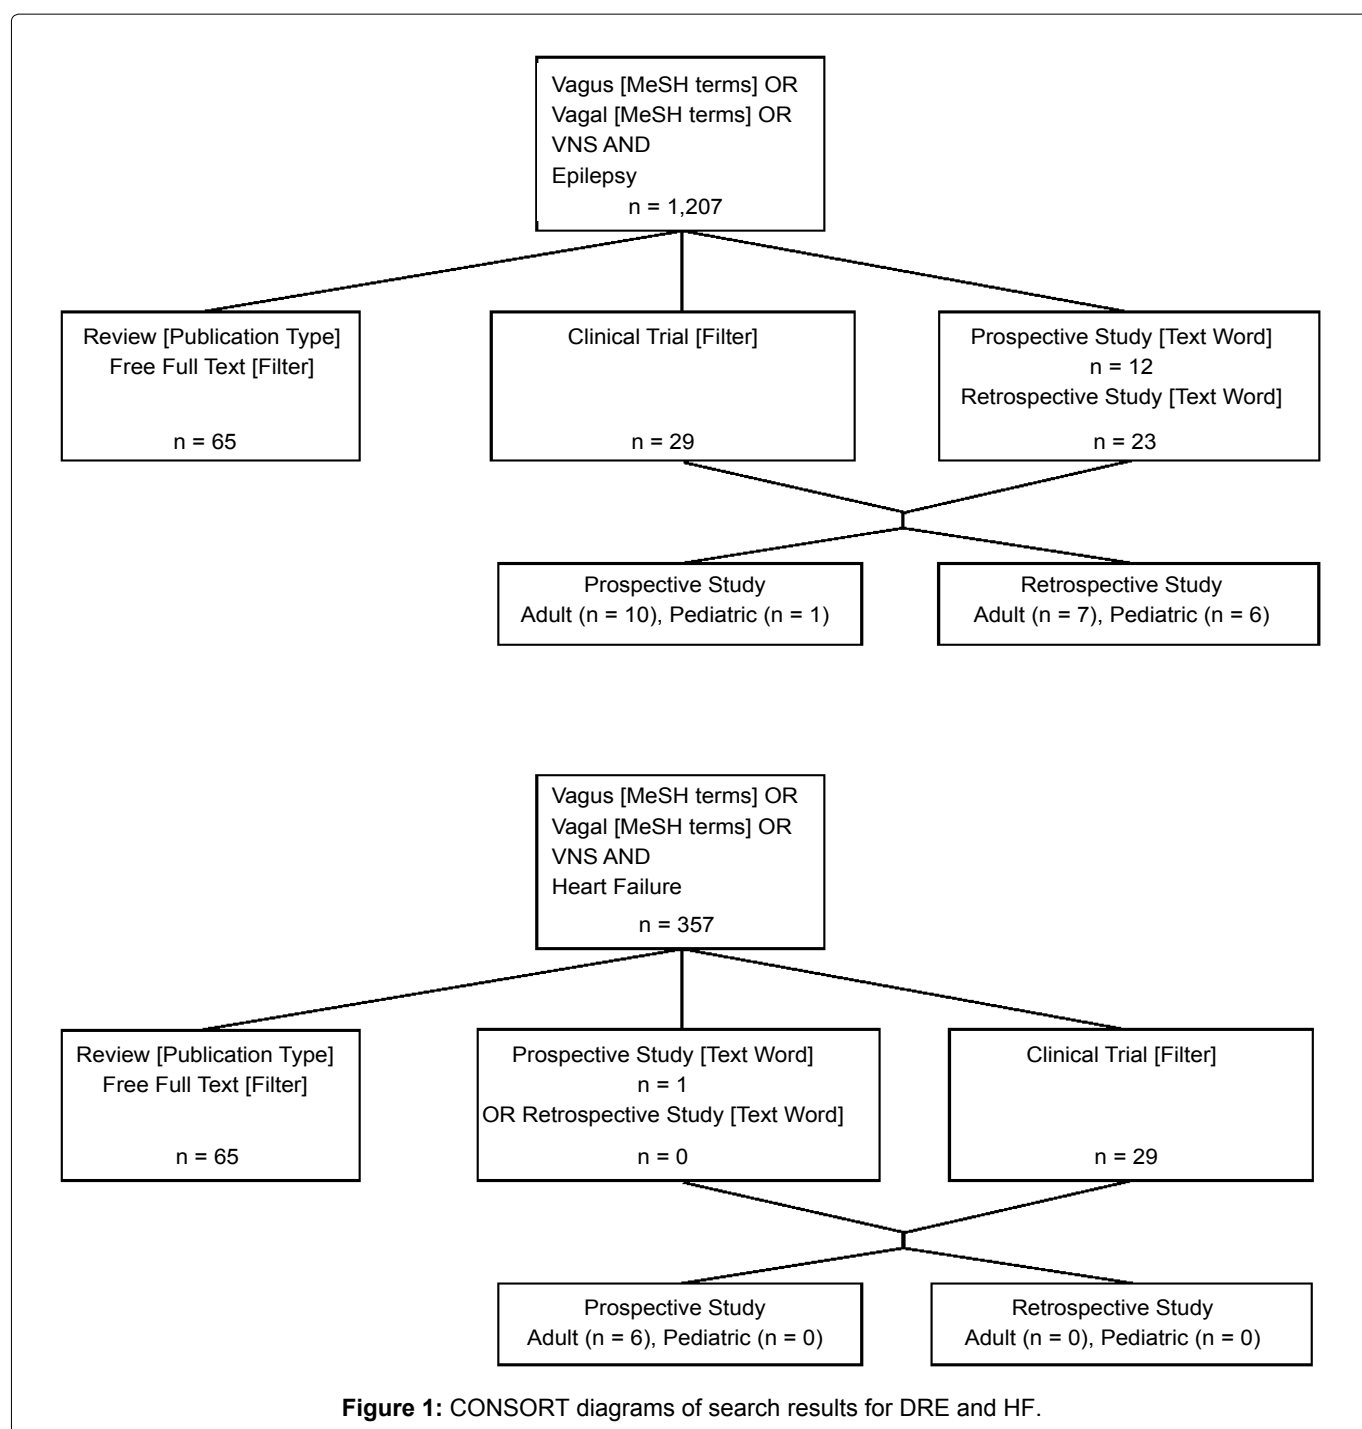 Vagus [MeSH terms] OR
Vagal [MeSH terms] OR
VNS AND
Epilepsy
n = 1,207
Review [Publication Type]
Free Full Text [Filter]
n = 65
Clinical Trial [Filter]
n = 29
Prospective Study [Text Word]
n = 12
Retrospective Study [Text Word]
n = 23
Prospective Study
Adult (n = 10), Pediatric (n = 1)
Retrospective Study
Adult (n = 7), Pediatric (n = 6)
Vagus [MeSH terms] OR
Vagal [MeSH terms] OR
VNS AND
Heart Failure
n = 357
Review [Publication Type]
Free Full Text [Filter]
n = 65
Prospective Study [Text Word]
n = 1
OR Retrospective Study [Text Word]
n = 0
Clinical Trial [Filter]
n = 29
Prospective Study
Adult (n = 6), Pediatric (n = 0)
Retrospective Study
Adult (n = 0), Pediatric (n = 0)
Figure 1: CONSORT diagrams of search results for DRE and HF.